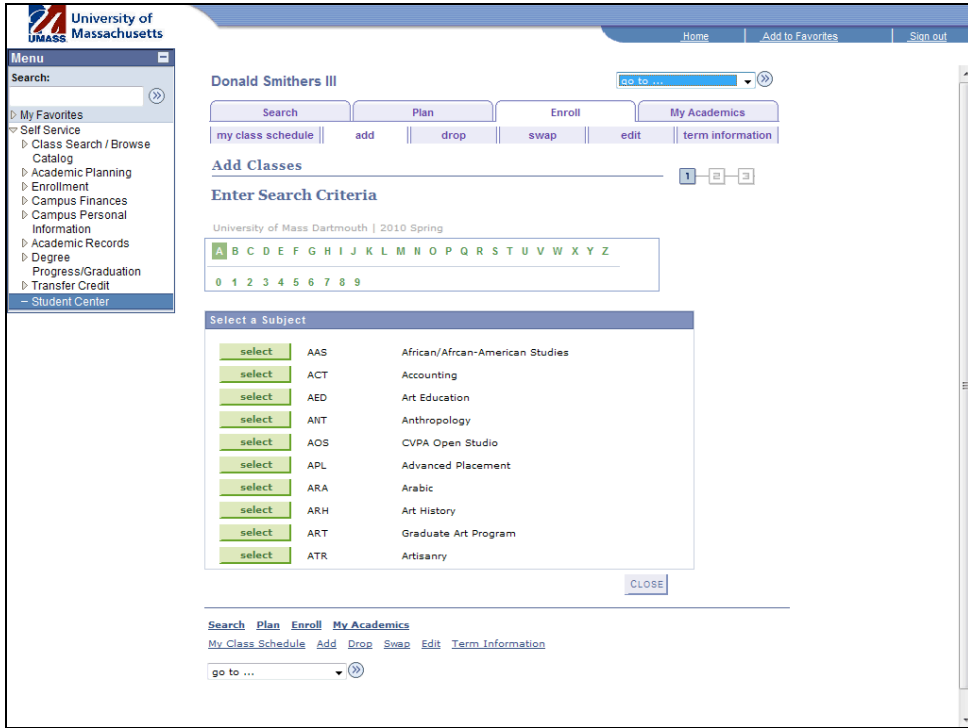 University of
Massachusetts
UMASS
Home Add to Favorites Sign out
Menu
Search:
My Favorites
Self Service
Class Search / Browse
Catalog
Academic Planning
Enrollment
Campus Finances
Campus Personal
Information
Academic Records
Degree
Progress/Graduation
Transfer Credit
Student Center
Donald Smithers III
go to ...
Search Plan Enroll My Academics
my class schedule add drop swap edit term information
Add Classes
1 2 3
Enter Search Criteria
University of Mass Dartmouth | 2010 Spring
A B C D E F G H I J K L M N O P Q R S T U V W X Y Z
0 1 2 3 4 5 6 7 8 9
Select a Subject
select AAS African/Afrcan-American Studies
select ACT Accounting
select AED Art Education
select ANT Anthropology
select AOS CVPA Open Studio
select APL Advanced Placement
select ARA Arabic
select ARH Art History
select ART Graduate Art Program
select ATR Artisanry
CLOSE
Search Plan Enroll My Academics
My Class Schedule Add Drop Swap Edit Term Information
go to ...